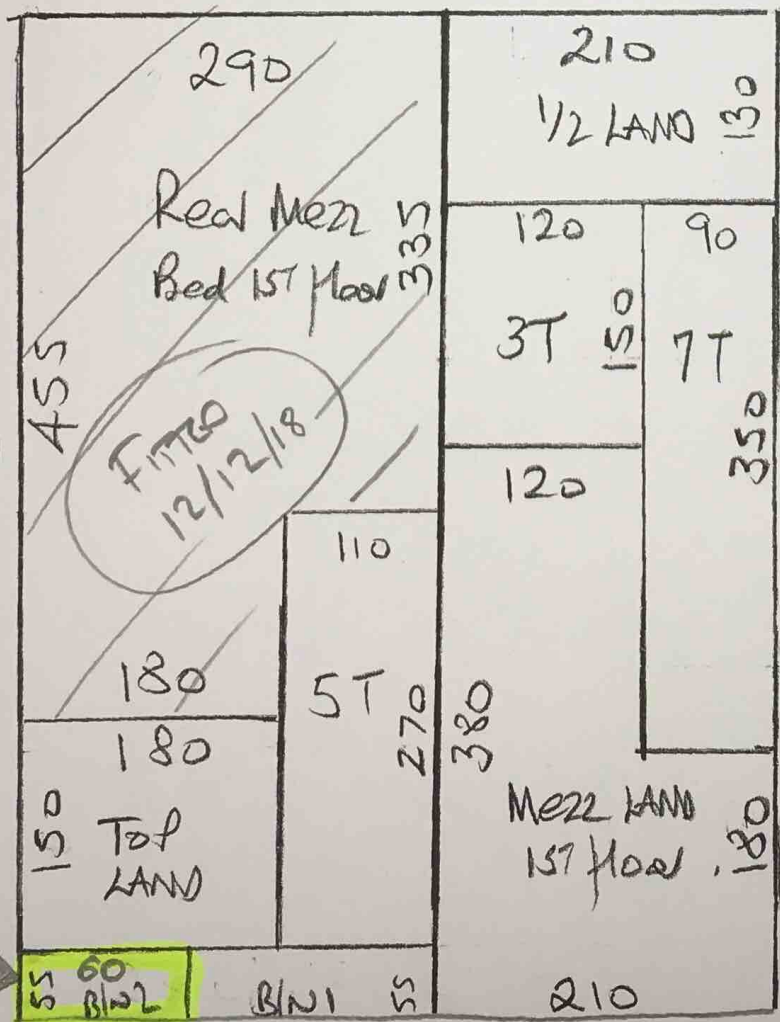 290
Real Mezz
Bed 1ST floor
335
455
FITTED
12/12/18
180
110
5T
270
180
150
Top
LAND
60
55
B/N2
B/N1
55
210
1/2 LAND
130
120
3T
150
90
7T
350
120
380
Mezz LAND
1ST floor
180
210